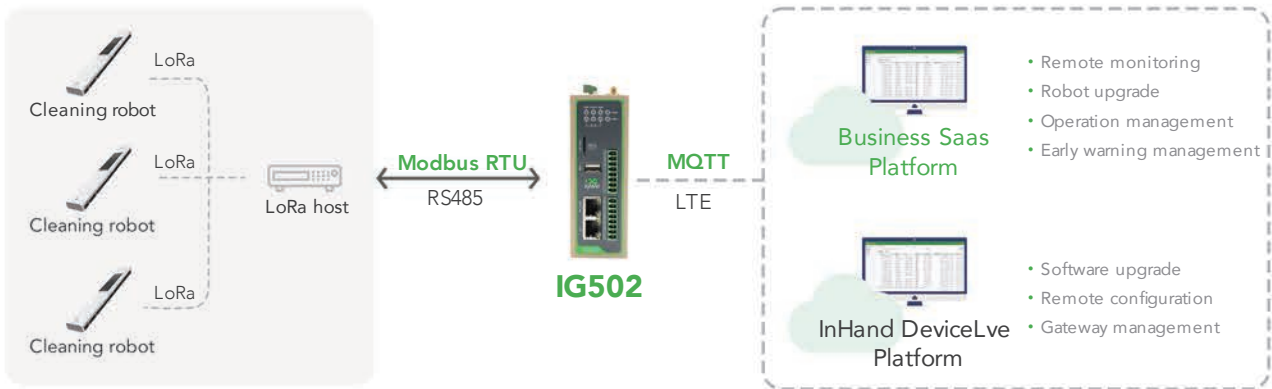 LoRa
Cleaning robot
LoRa
Cleaning robot
LoRa
Cleaning robot
LoRa host
Modbus RTU
RS485
IG502
MQTT
LTE
Business Saas
Platform
• Remote monitoring
• Robot upgrade
• Operation management
• Early warning management
InHand DeviceLve
Platform
• Software upgrade
• Remote configuration
• Gateway management